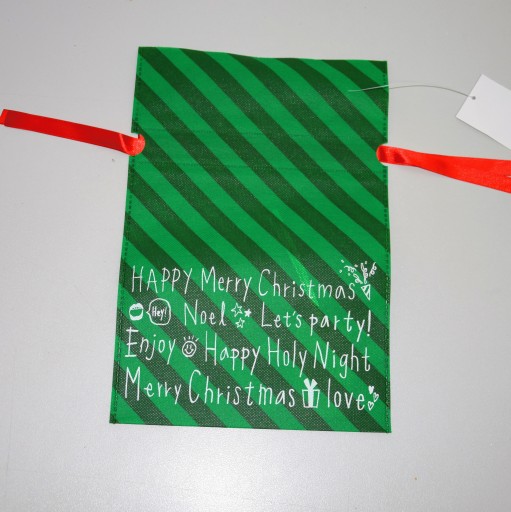 HAPPY Merry Christmas
Hey! Noel Let's party!
Enjoy Happy Holy Night
Merry Christmas love